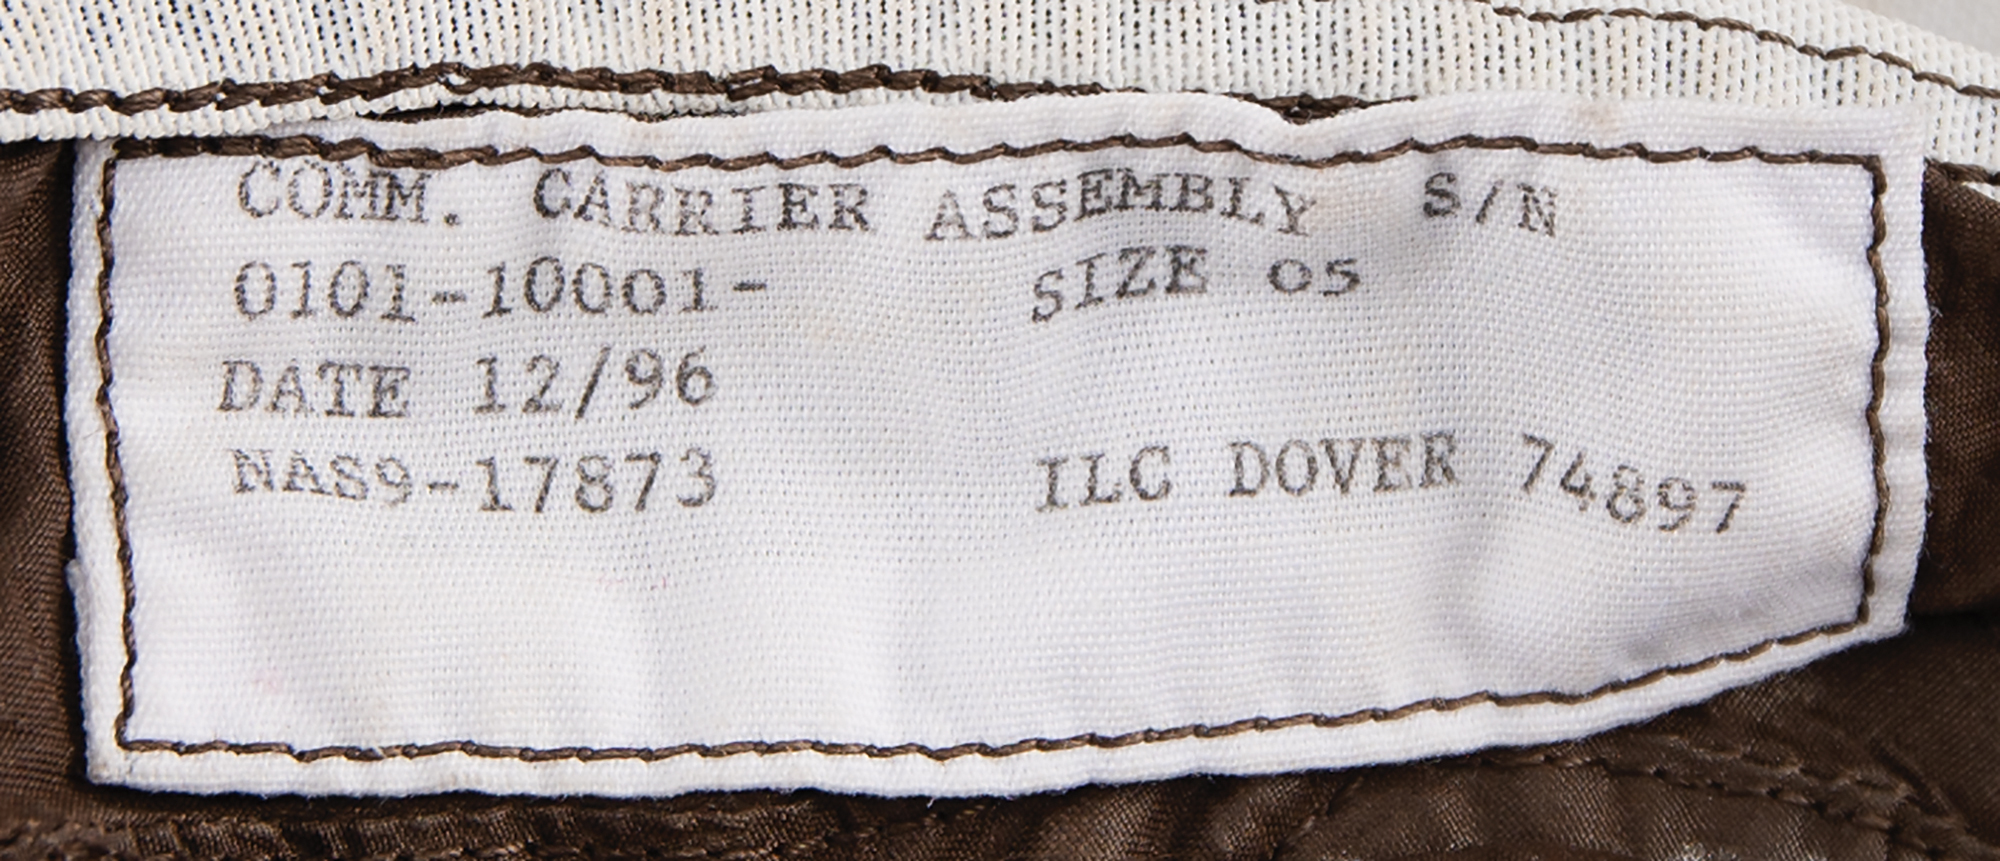 COMM. CARRIER ASSEMBLY S/N
0101-10001- SIZE 05
DATE 12/96
NAS9-17873 ILC DOVER 74897